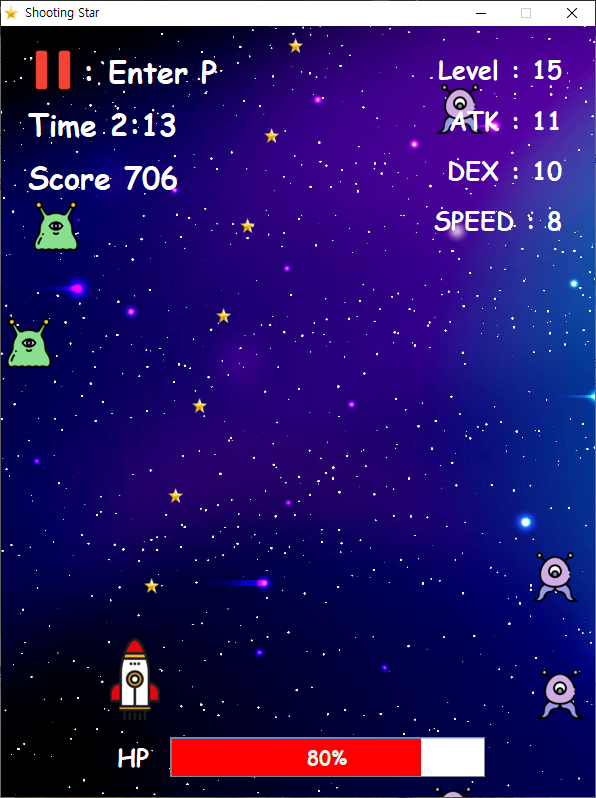 Shooting Star
: Enter P
Time 2:13
Score 706
Level : 15
ATK : 11
DEX : 10
SPEED : 8
HP
80%